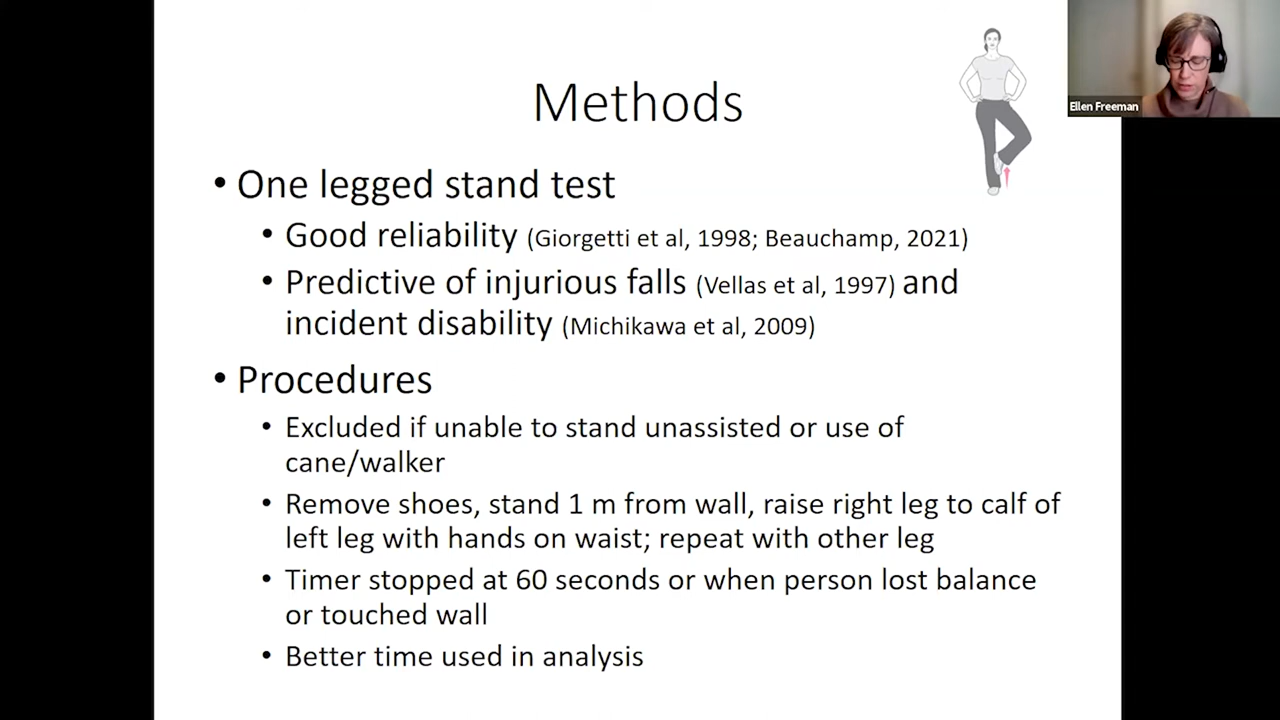 Methods
Ellen Freeman
• One legged stand test
• Good reliability (Giorgetti et al, 1998; Beauchamp, 2021)
• Predictive of injurious falls (Vellas et al, 1997) and
incident disability (Michikawa et al, 2009)
• Procedures
• Excluded if unable to stand unassisted or use of
cane/walker
• Remove shoes, stand 1 m from wall, raise right leg to calf of
left leg with hands on waist; repeat with other leg
• Timer stopped at 60 seconds or when person lost balance
or touched wall
• Better time used in analysis